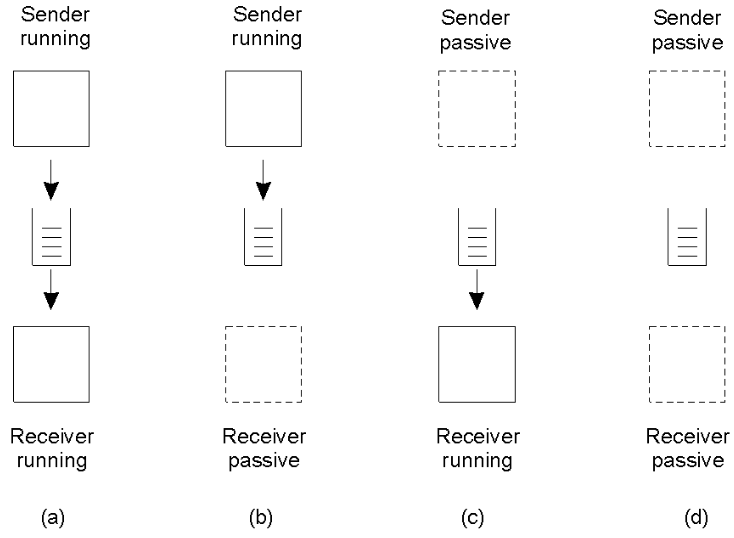 Sender
running
Sender
running
Sender
passive
Sender
passive
Receiver
running
Receiver
passive
Receiver
running
Receiver
passive
(a)
(b)
(c)
(d)